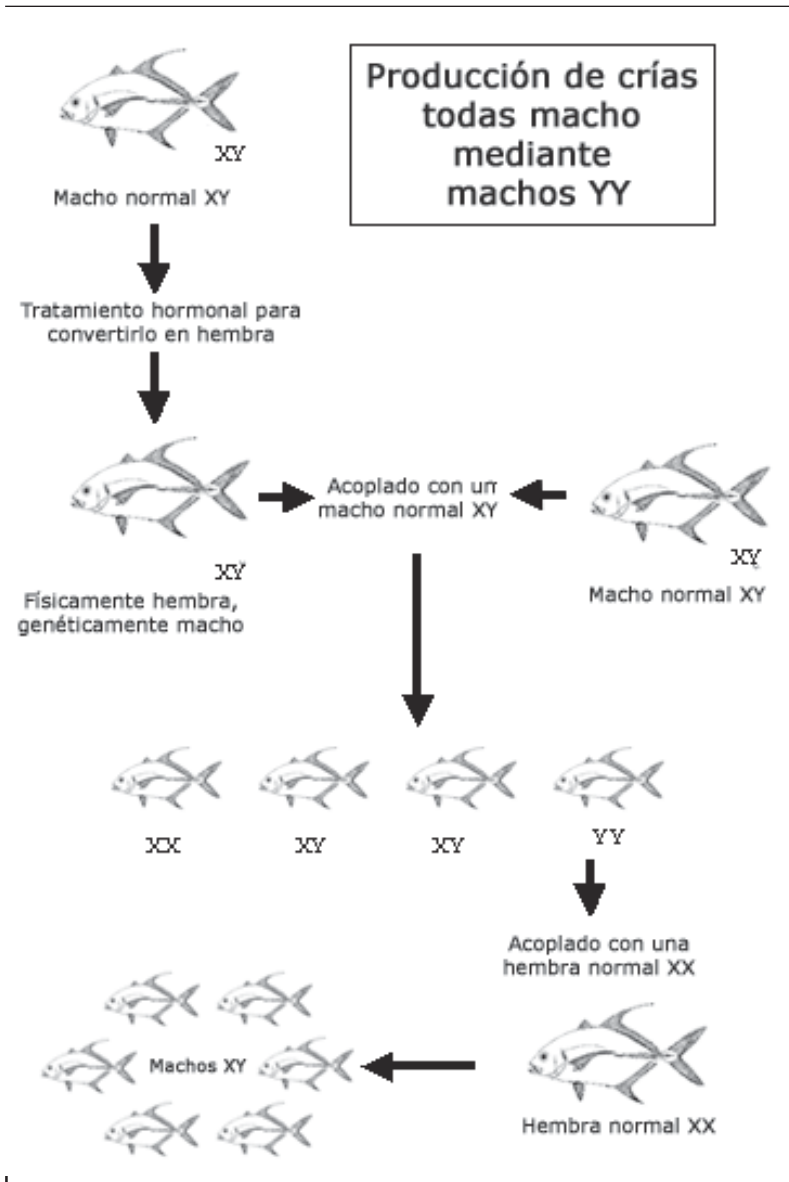 Producción de crías
todas macho
mediante
machos YY
XY
Macho normal XY
Tratamiento hormonal para
convertirlo en hembra
XY
Físicamente hembra,
genéticamente macho
Acoplado con un
macho normal XY
XY
Macho normal XY
XX
XY
XY
YY
Acoplado con una
hembra normal XX
Hembra normal XX
Machos XY